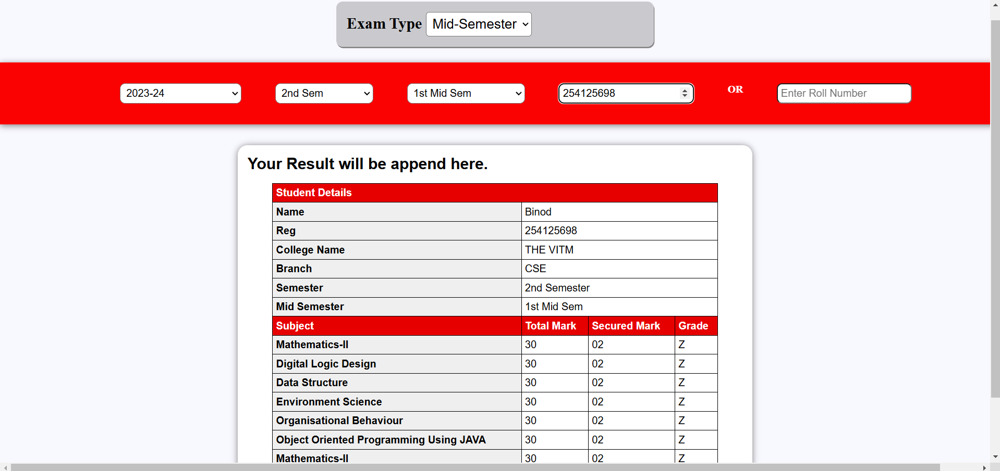 Exam Type Mid-Semester
2023-24 2nd Sem 1st Mid Sem 254125698 OR Enter Roll Number
Your Result will be append here.
Student Details
Name Binod
Reg 254125698
College Name THE VITM
Branch CSE
Semester 2nd Semester
Mid Semester 1st Mid Sem
Subject Total Mark Secured Mark Grade
Mathematics-II 30 02 Z
Digital Logic Design 30 02 Z
Data Structure 30 02 Z
Environment Science 30 02 Z
Organisational Behaviour 30 02 Z
Object Oriented Programming Using JAVA 30 02 Z
Mathematics-II 30 02 Z